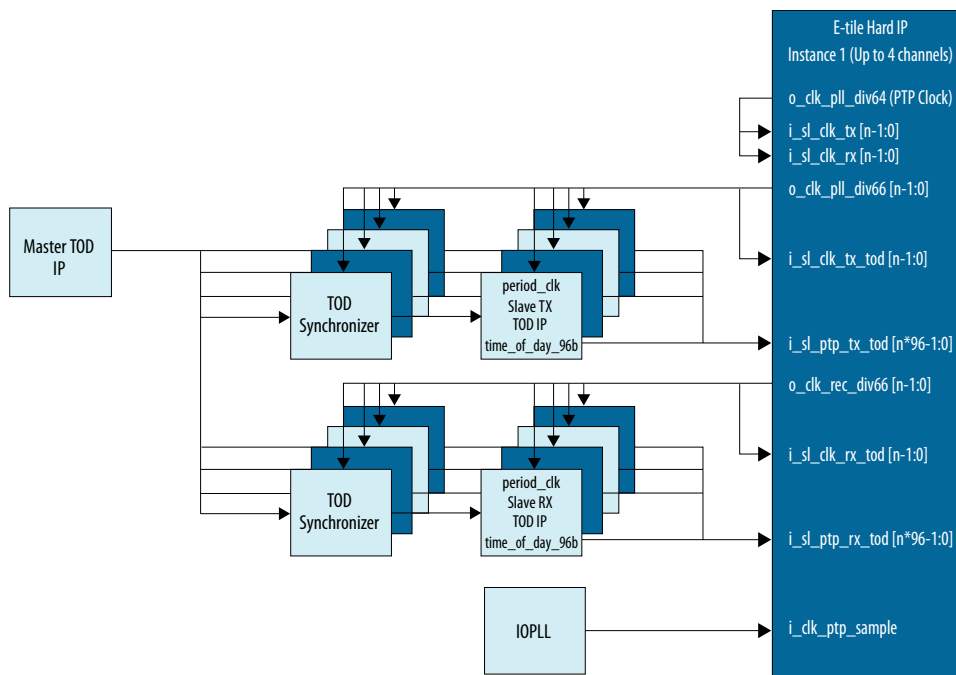 E-tile Hard IP
Instance 1 (Up to 4 channels)
o_clk_pll_div64 (PTP Clock)
i_sl_clk_tx [n-1:0]
i_sl_clk_rx [n-1:0]
o_clk_pll_div66 [n-1:0]
Master TOD
IP
i_sl_clk_tx_tod [n-1:0]
TOD
Synchronizer
period_clk
Slave TX
TOD IP
time_of_day_96b
i_sl_ptp_tx_tod [n*96-1:0]
o_clk_rec_div66 [n-1:0]
i_sl_clk_rx_tod [n-1:0]
TOD
Synchronizer
period_clk
Slave RX
TOD IP
time_of_day_96b
i_sl_ptp_rx_tod [n*96-1:0]
IOPLL
i_clk_ptp_sample